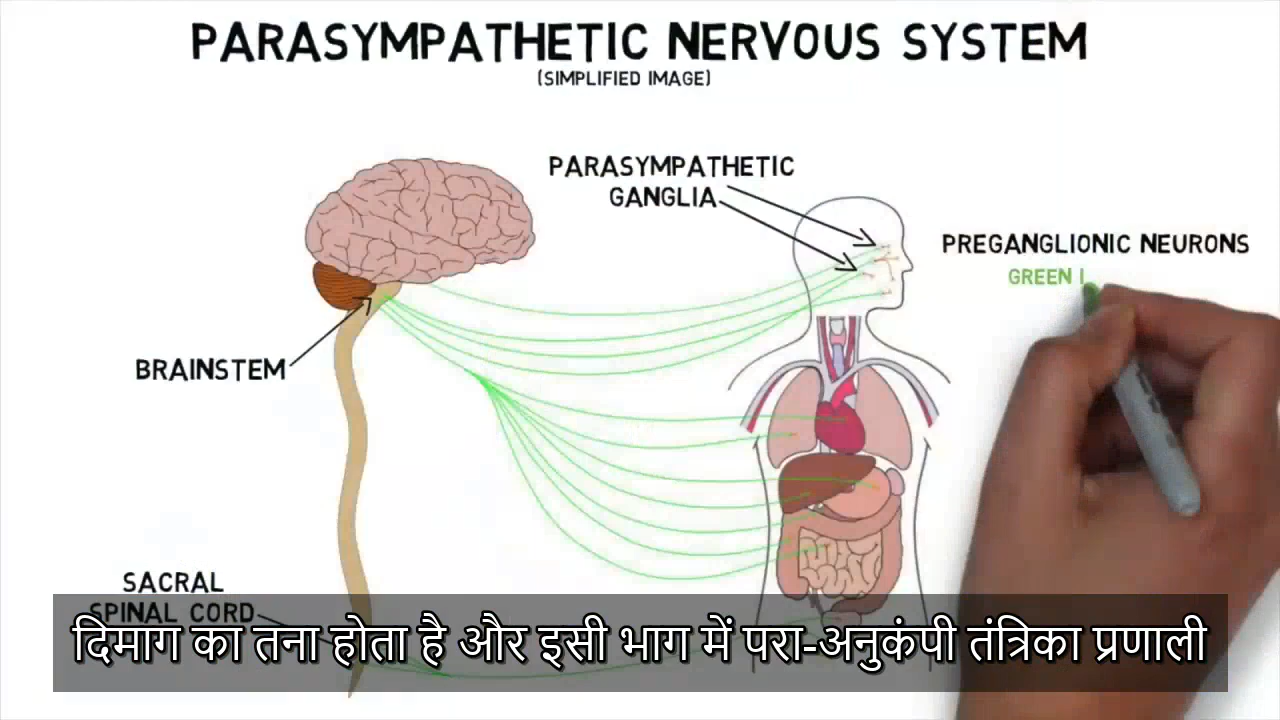 PARASYMPATHETIC NERVOUS SYSTEM
(SIMPLIFIED IMAGE)
PARASYMPATHETIC
GANGLIA
PREGANGLIONIC NEURONS
GREEN I
BRAINSTEM
SACRAL
SPINAL CORD
दिमाग का तना होता है और इसी भाग में परा-अनुकंपी तंत्रिका प्रणाली